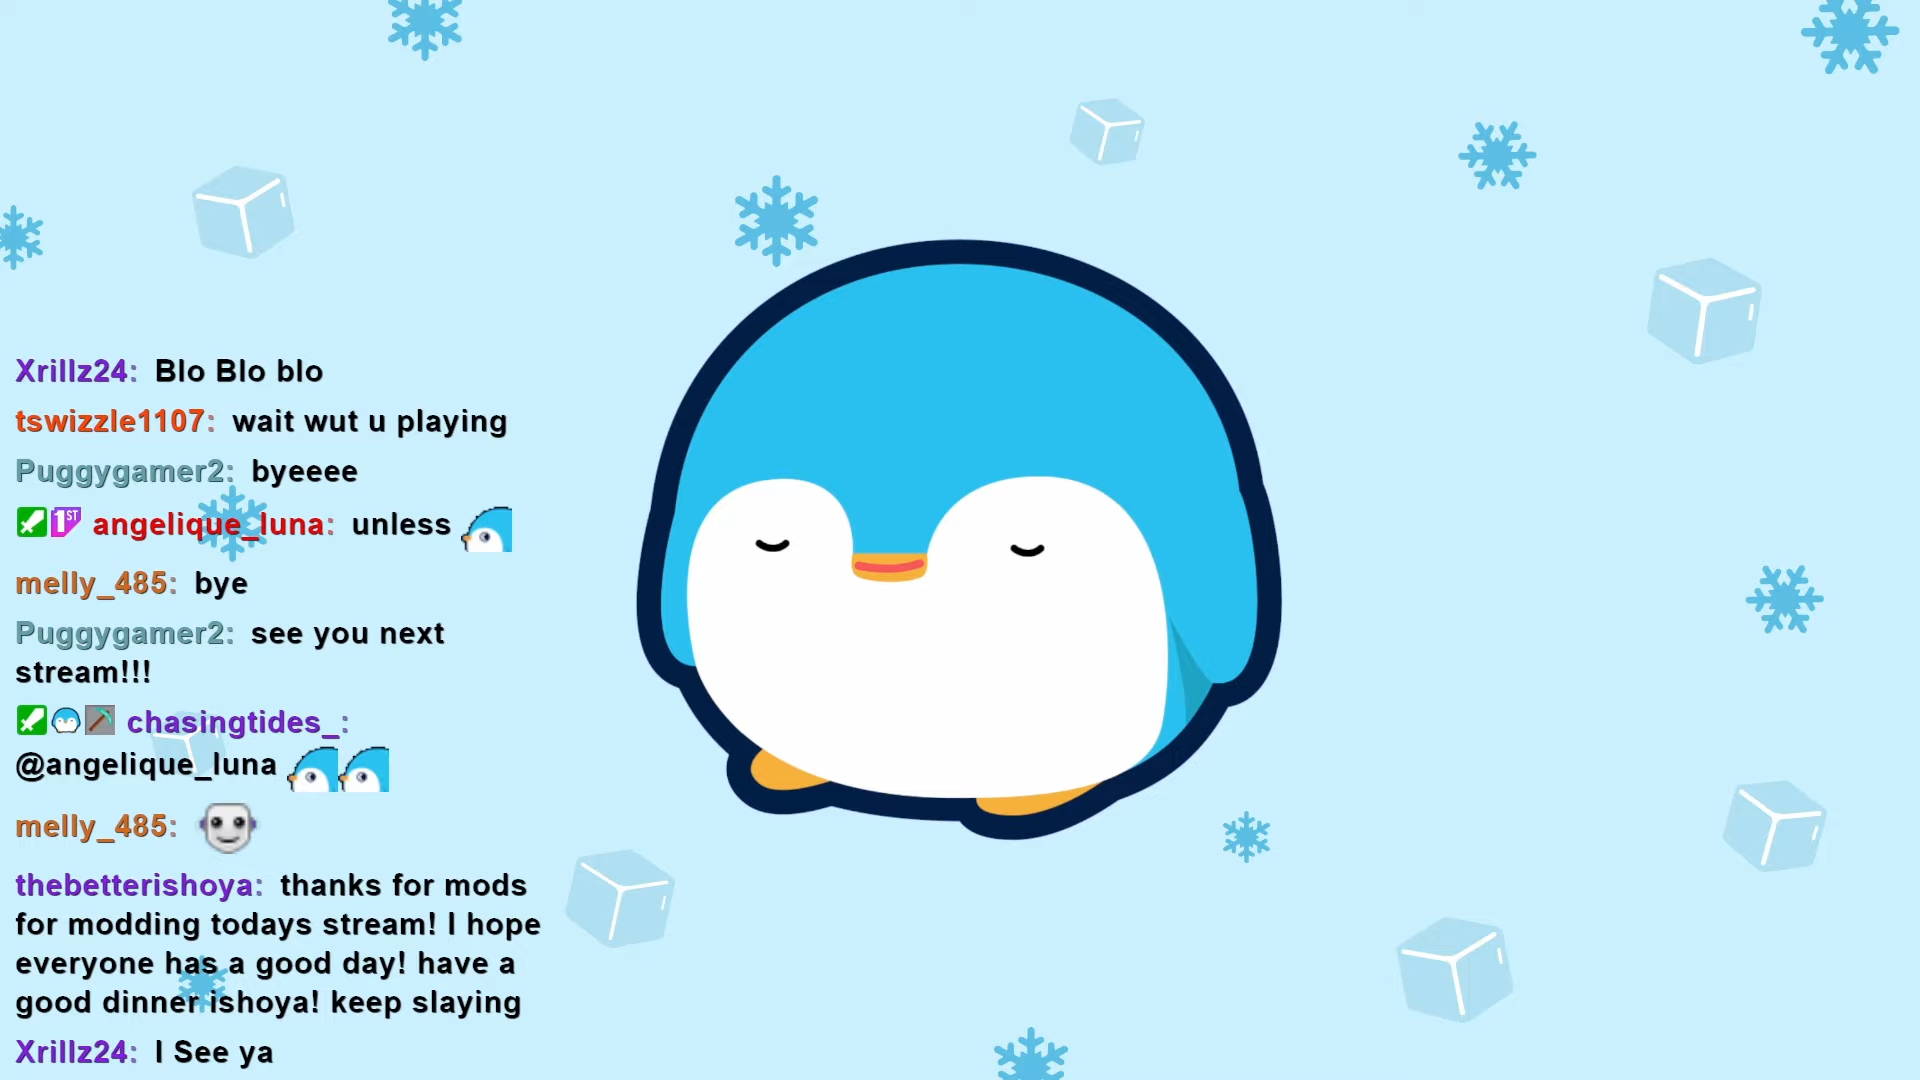 Xrillz24: Blo Blo blo
tswizzle1107: wait wut u playing
Puggygamer2: byeeee
1ST angelique_luna: unless
melly_485: bye
Puggygamer2: see you next
stream!!!
chasingtides_:
@angelique_luna
melly_485:
thebetterishoya: thanks for mods
for modding todays stream! I hope
everyone has a good day! have a
good dinner ishoya! keep slaying
Xrillz24: I See ya